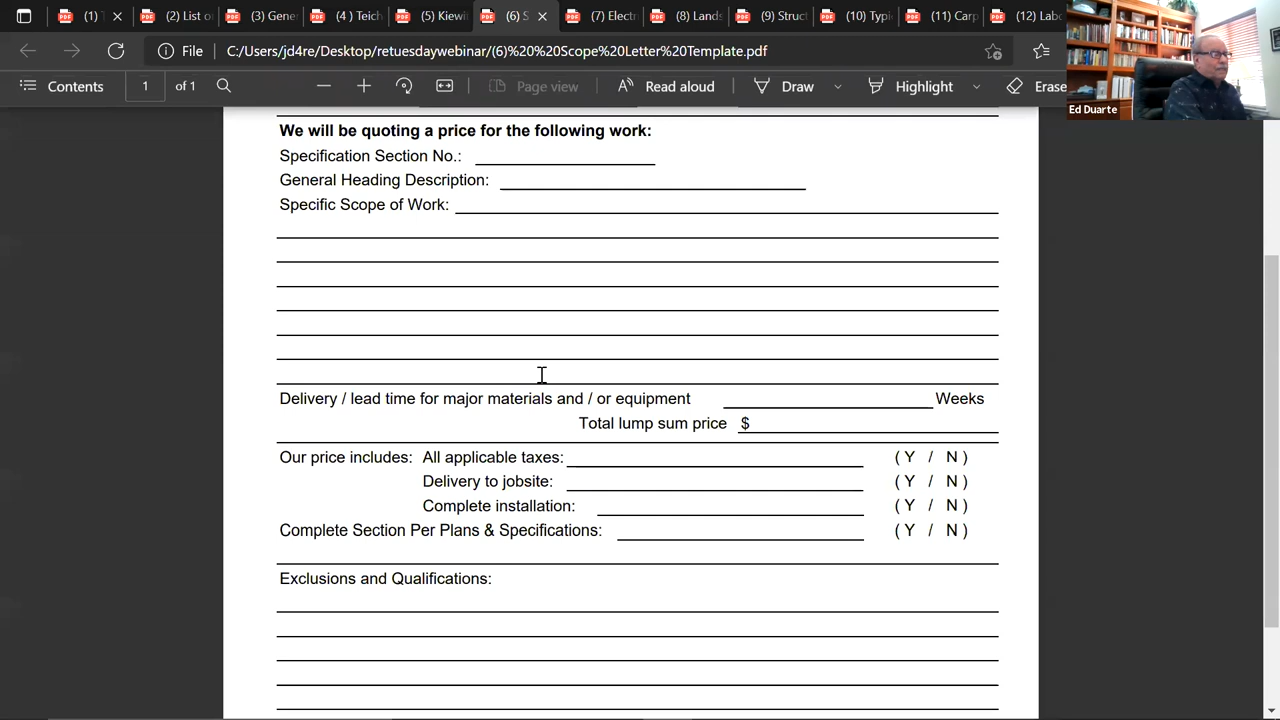 (1) T
(2) List o
(3) Gene
(4 ) Teich
) Kiewi
(6) S
(7) Electr
(8) Lands
(9) Struct
(10) Typ
(11) Carp
(12) Labo
File C:/Users/jd4re/Desktop/retuesdaywebinar/(6)%20%20Scope%20Letter%20Template.pdf
Contents 1 of 1 Page view Read aloud Draw Highlight Erase
Ed Duarte
We will be quoting a price for the following work:
Specification Section No.:
General Heading Description:
Specific Scope of Work:
Delivery / lead time for major materials and / or equipment Weeks
Total lump sum price $
Our price includes: All applicable taxes: ( Y / N )
Delivery to jobsite: ( Y / N )
Complete installation: ( Y / N )
Complete Section Per Plans & Specifications: ( Y / N )
Exclusions and Qualifications: